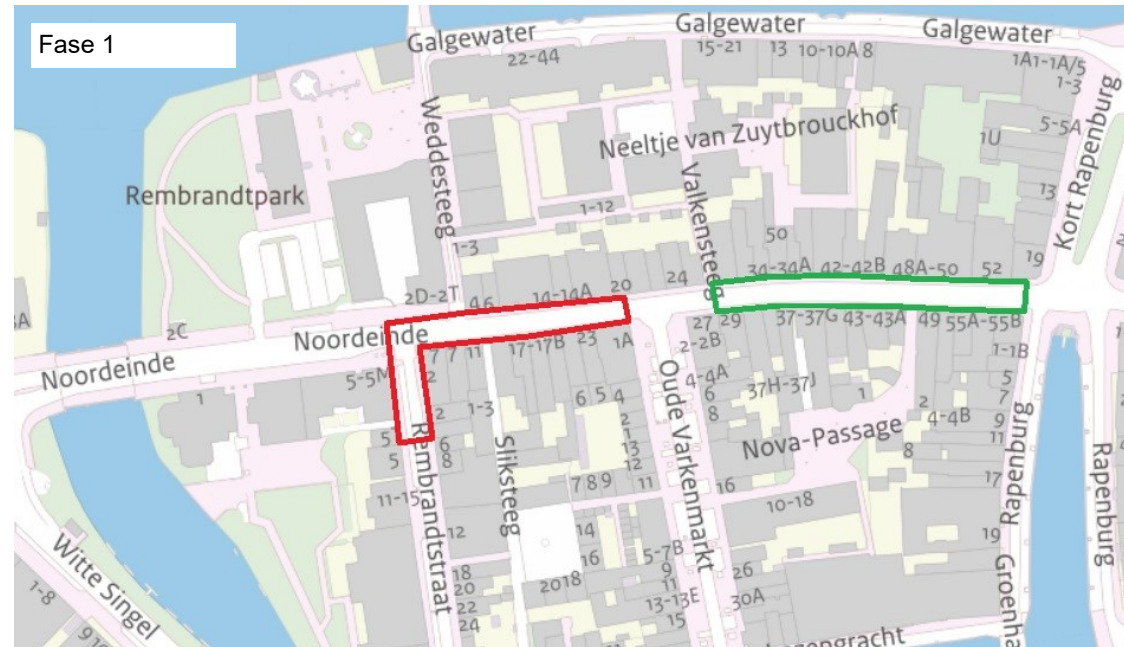 Fase 1
Galgewater
Galgewater
Galgewater
22-44
15-21
13
10-10A
8
1A1-1A/5
1-3
5-5A
1U
13
19
Kort Rapenburg
Weddesteeg
Neeltje van Zuytbrouckhof
Valkensteeg
Rembrandtpark
1-12
1-3
50
34-34A
42-42B
48A-50
52
2D-2T
46
14-14A
20
24
2C
3A
Noordeinde
Noordeinde
5-5M
1
7
7
11
17-17B
23
1A
27
29
37-37G
43-43A
49
55A-55B
1-1B
2-2B
4-4A
6
8
37H-37J
1
2
4-4B
8
5
7
9
11
17
19
Nova-Passage
Oude Varkenmarkt
Rapenburg
Rapenburg
Groenha
2
2
1-3
6
8
5
5
11-15
12
18
20
22
24
Rembrandtstraat
Sliksteeg
6
5
4
2
1-
13
12
11
7
8
9
14
16
2018
5-7B
9
11
13-13E
15
16
10-18
26
30A
Witte Singel
1-8
910
ozengracht